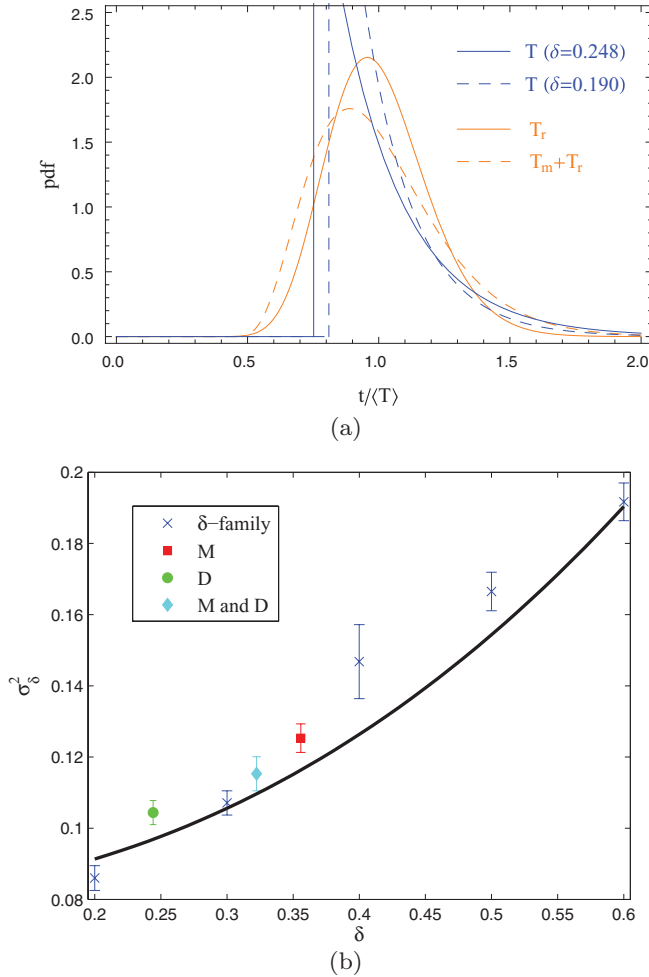 2.5
2.0
1.5
1.0
0.5
0.0
pdf
T (δ=0.248)
T (δ=0.190)
T_r
T_m+T_r
0.0 0.5 1.0 1.5 2.0
t/⟨T⟩
(a)
0.2
0.18
0.16
0.14
0.12
0.1
0.08
σ²_δ
δ−family
M
D
M and D
0.2 0.25 0.3 0.35 0.4 0.45 0.5 0.55 0.6
δ
(b)